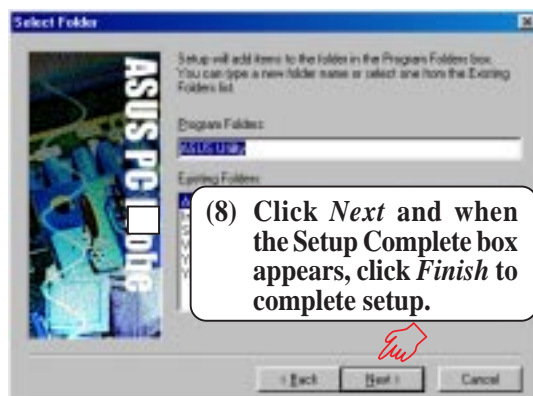 Select Folder
Setup will add items to the folder in the Program Folders box.
You can type a new folder name or select one from the Existing
Folders list.
Program Folders:
ASUS Utility
Existing Folders:
ASUS PC
(8) Click Next and when
the Setup Complete box
appears, click Finish to
complete setup.
< Back
Next >
Cancel